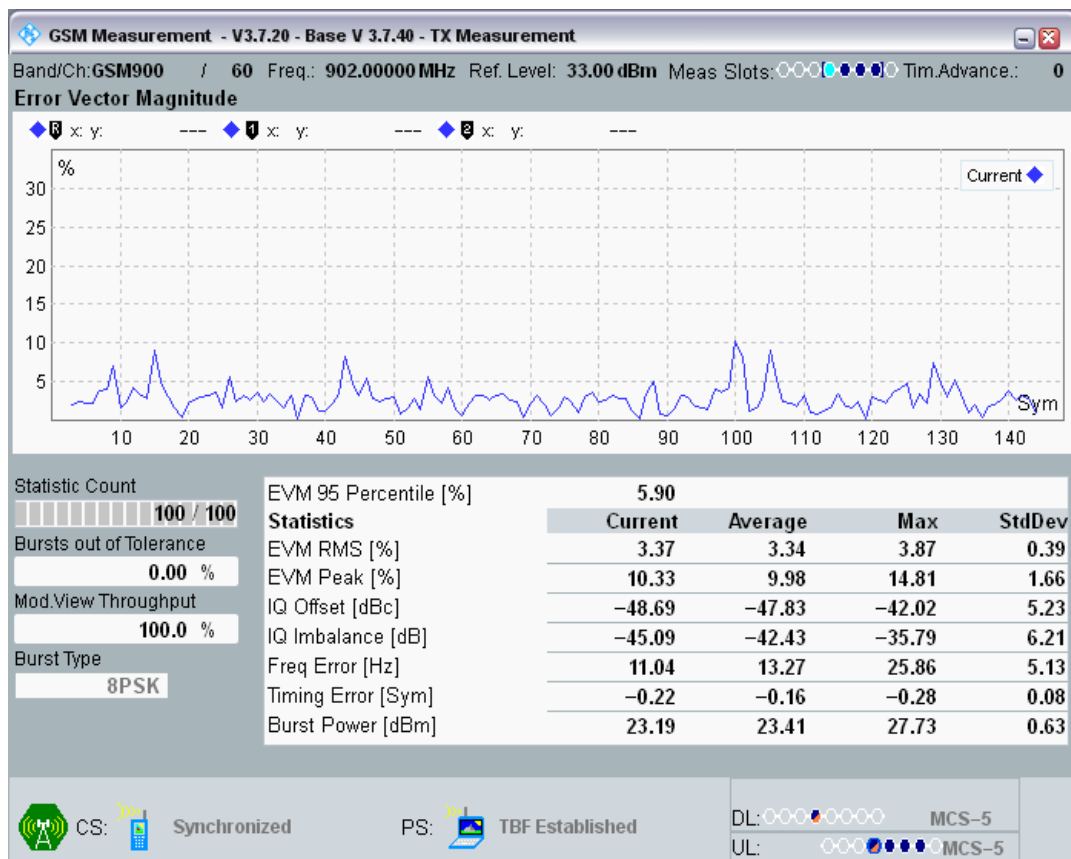 GSM Measurement - V3.7.20 - Base V 3.7.40 - TX Measurement
Band/Ch:GSM900 / 60 Freq.: 902.00000 MHz Ref. Level: 33.00 dBm Meas Slots: Tim.Advance.: 0
Error Vector Magnitude
R x: y: --- 1 x: y: --- 2 x: y: ---
%
Current
30
25
20
15
10
5
Sym
10 20 30 40 50 60 70 80 90 100 110 120 130 140
Statistic Count
100 / 100
Bursts out of Tolerance
0.00 %
Mod.View Throughput
100.0 %
Burst Type
8PSK
EVM 95 Percentile [%] 5.90
Statistics Current Average Max StdDev
EVM RMS [%] 3.37 3.34 3.87 0.39
EVM Peak [%] 10.33 9.98 14.81 1.66
IQ Offset [dBc] −48.69 −47.83 −42.02 5.23
IQ Imbalance [dB] −45.09 −42.43 −35.79 6.21
Freq Error [Hz] 11.04 13.27 25.86 5.13
Timing Error [Sym] −0.22 −0.16 −0.28 0.08
Burst Power [dBm] 23.19 23.41 27.73 0.63
CS: Synchronized PS: TBF Established
DL: MCS−5
UL: MCS−5